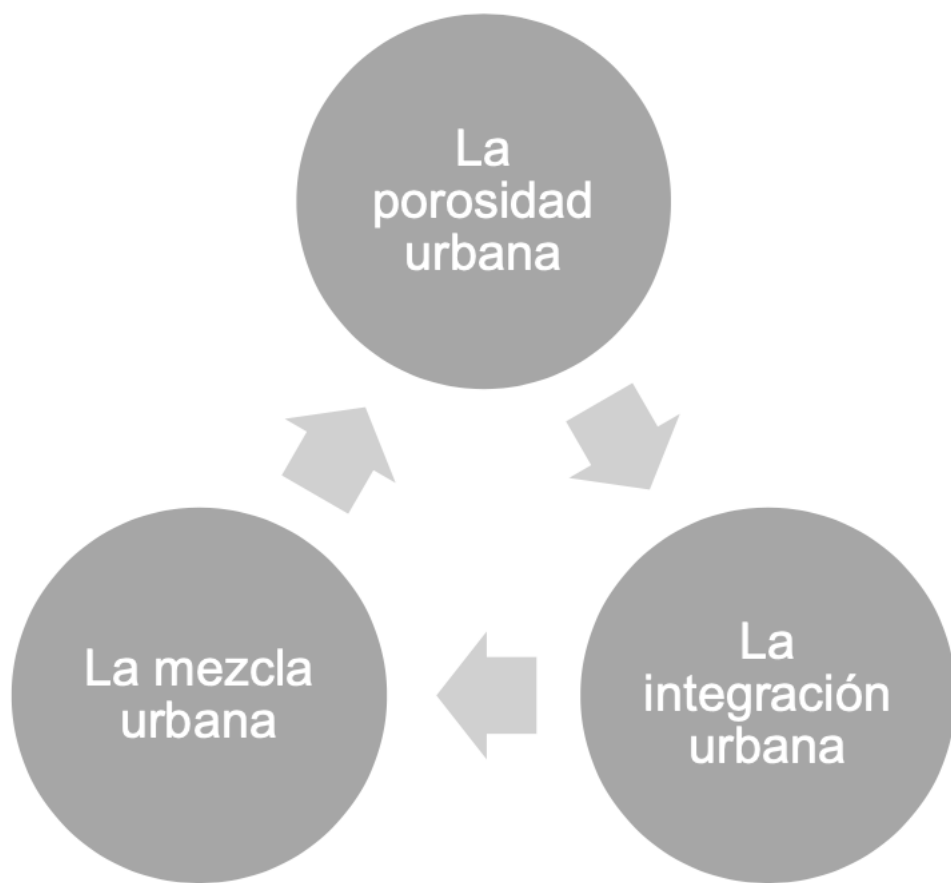 La
porosidad
urbana
La
integración
urbana
La mezcla
urbana